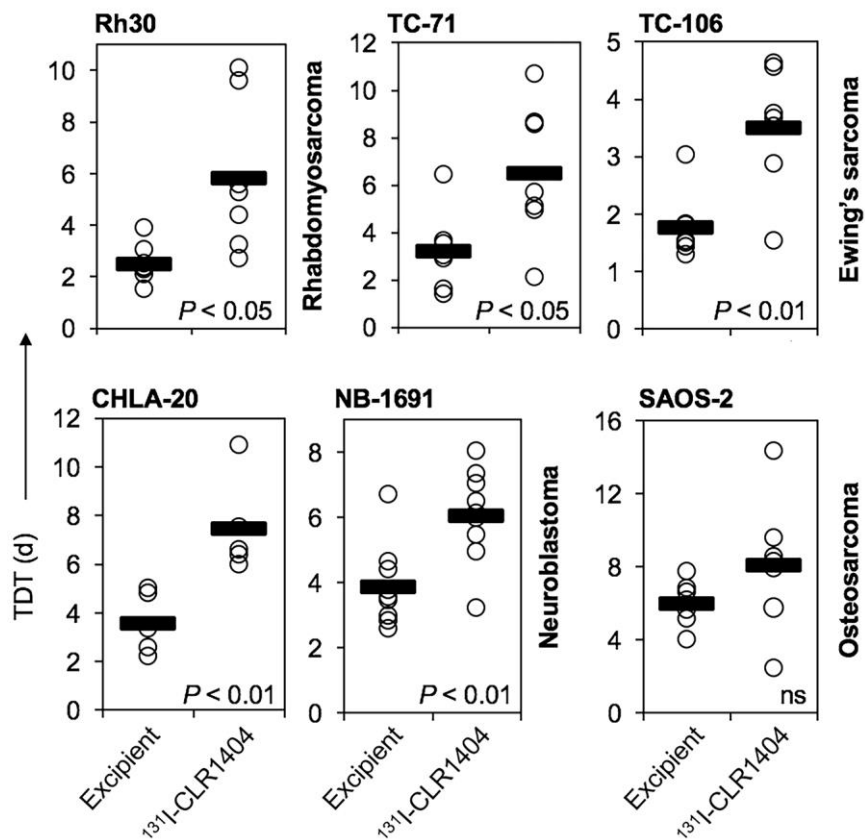 Rh30
10
8
6
4
2
0
P < 0.05
Rhabdomyosarcoma
TC-71
12
10
8
6
4
2
0
P < 0.05
TC-106
5
4
3
2
1
0
P < 0.01
Ewing's sarcoma
TDT (d)
CHLA-20
12
10
8
6
4
2
0
P < 0.01
Excipient
¹³¹I-CLR1404
NB-1691
8
6
4
2
0
P < 0.01
Excipient
¹³¹I-CLR1404
Neuroblastoma
SAOS-2
16
12
8
4
0
ns
Excipient
¹³¹I-CLR1404
Osteosarcoma